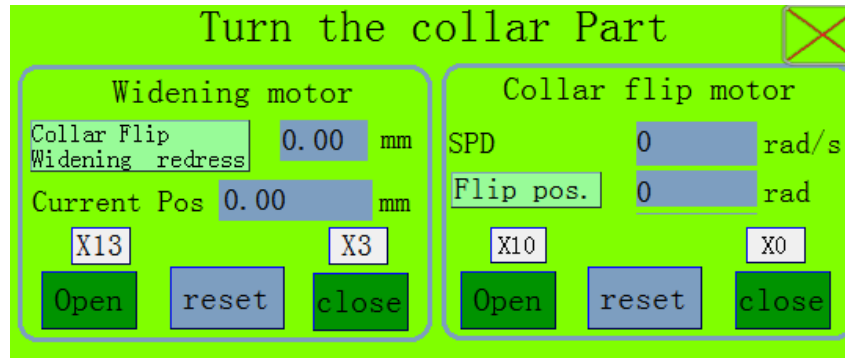 Turn the collar Part
Widening motor
Collar Flip
Widening redress
0.00 mm
Current Pos 0.00 mm
X13 X3
Open reset close
Collar flip motor
SPD 0 rad/s
Flip pos. 0 rad
X10 X0
Open reset close